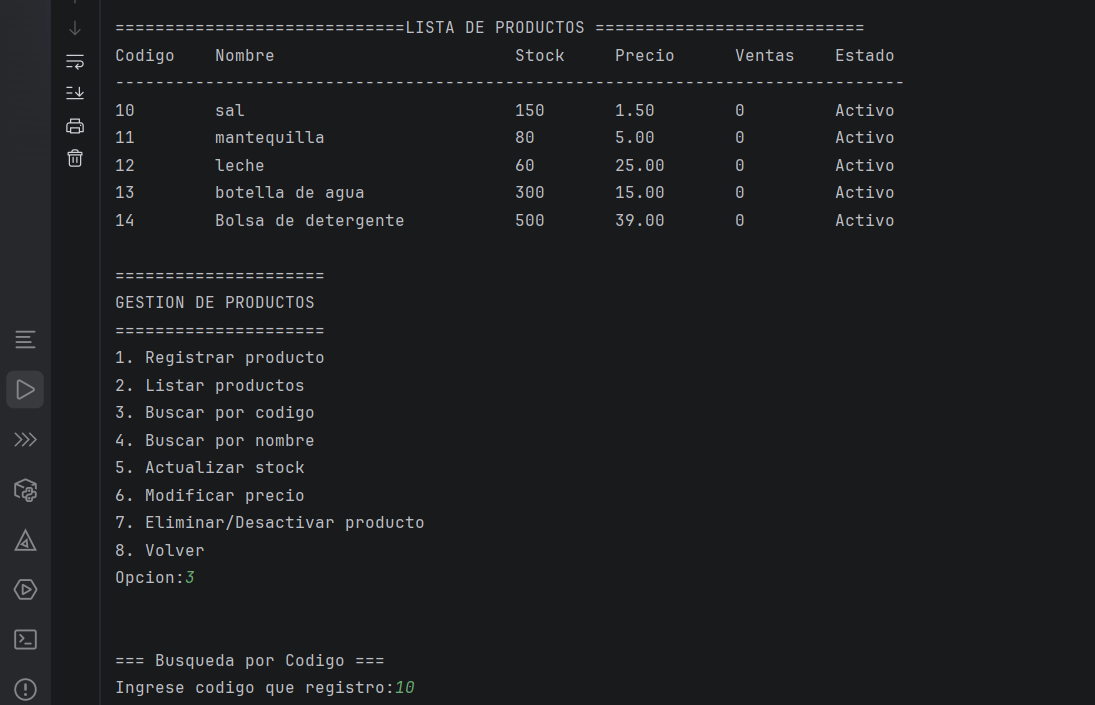 =============================LISTA DE PRODUCTOS ===========================
Codigo    Nombre                        Stock     Precio      Ventas    Estado
-------------------------------------------------------------------------------
10        sal                           150       1.50        0         Activo
11        mantequilla                   80        5.00        0         Activo
12        leche                         60        25.00       0         Activo
13        botella de agua               300       15.00       0         Activo
14        Bolsa de detergente           500       39.00       0         Activo
=====================
GESTION DE PRODUCTOS
=====================
1. Registrar producto
2. Listar productos
3. Buscar por codigo
4. Buscar por nombre
5. Actualizar stock
6. Modificar precio
7. Eliminar/Desactivar producto
8. Volver
Opcion:3
=== Busqueda por Codigo ===
Ingrese codigo que registro:10